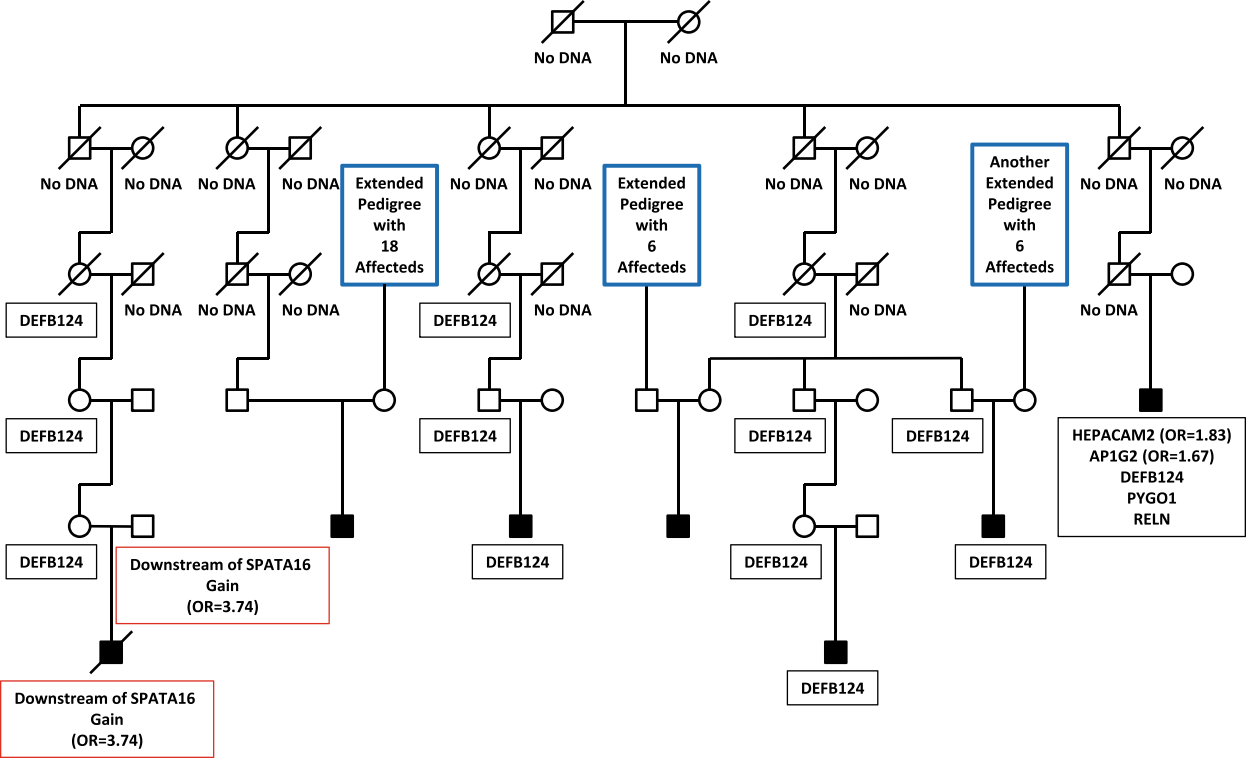 No DNA
No DNA
No DNA
No DNA
No DNA
No DNA
No DNA
No DNA
No DNA
No DNA
No DNA
No DNA
Extended
Pedigree
with
18
Affecteds
Extended
Pedigree
with
6
Affecteds
Another
Extended
Pedigree
with
6
Affecteds
DEFB124
No DNA
No DNA
No DNA
DEFB124
No DNA
DEFB124
No DNA
No DNA
DEFB124
DEFB124
DEFB124
DEFB124
HEPACAM2 (OR=1.83)
AP1G2 (OR=1.67)
DEFB124
PYGO1
RELN
DEFB124
Downstream of SPATA16
Gain
(OR=3.74)
DEFB124
DEFB124
DEFB124
Downstream of SPATA16
Gain
(OR=3.74)
DEFB124